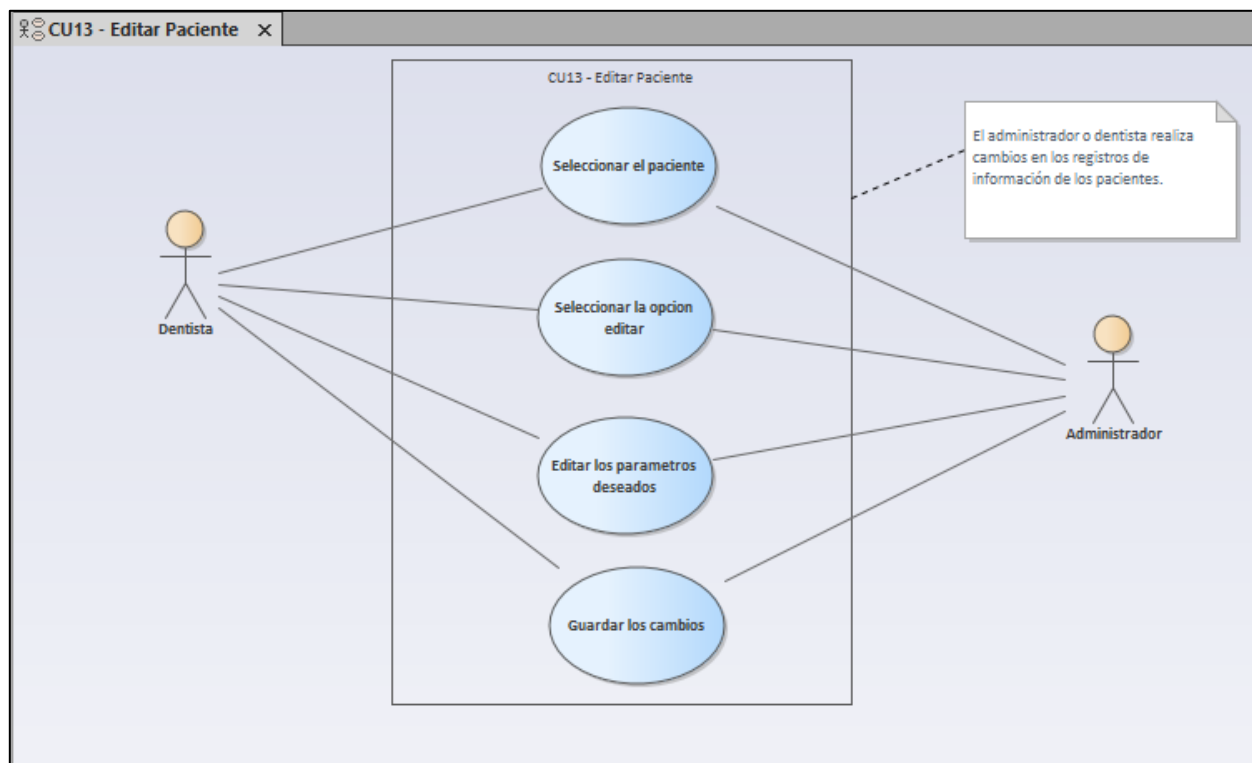 CU13 - Editar Paciente
CU13 - Editar Paciente
Seleccionar el paciente
El administrador o dentista realiza
cambios en los registros de
información de los pacientes.
Dentista
Seleccionar la opcion
editar
Administrador
Editar los parametros
deseados
Guardar los cambios